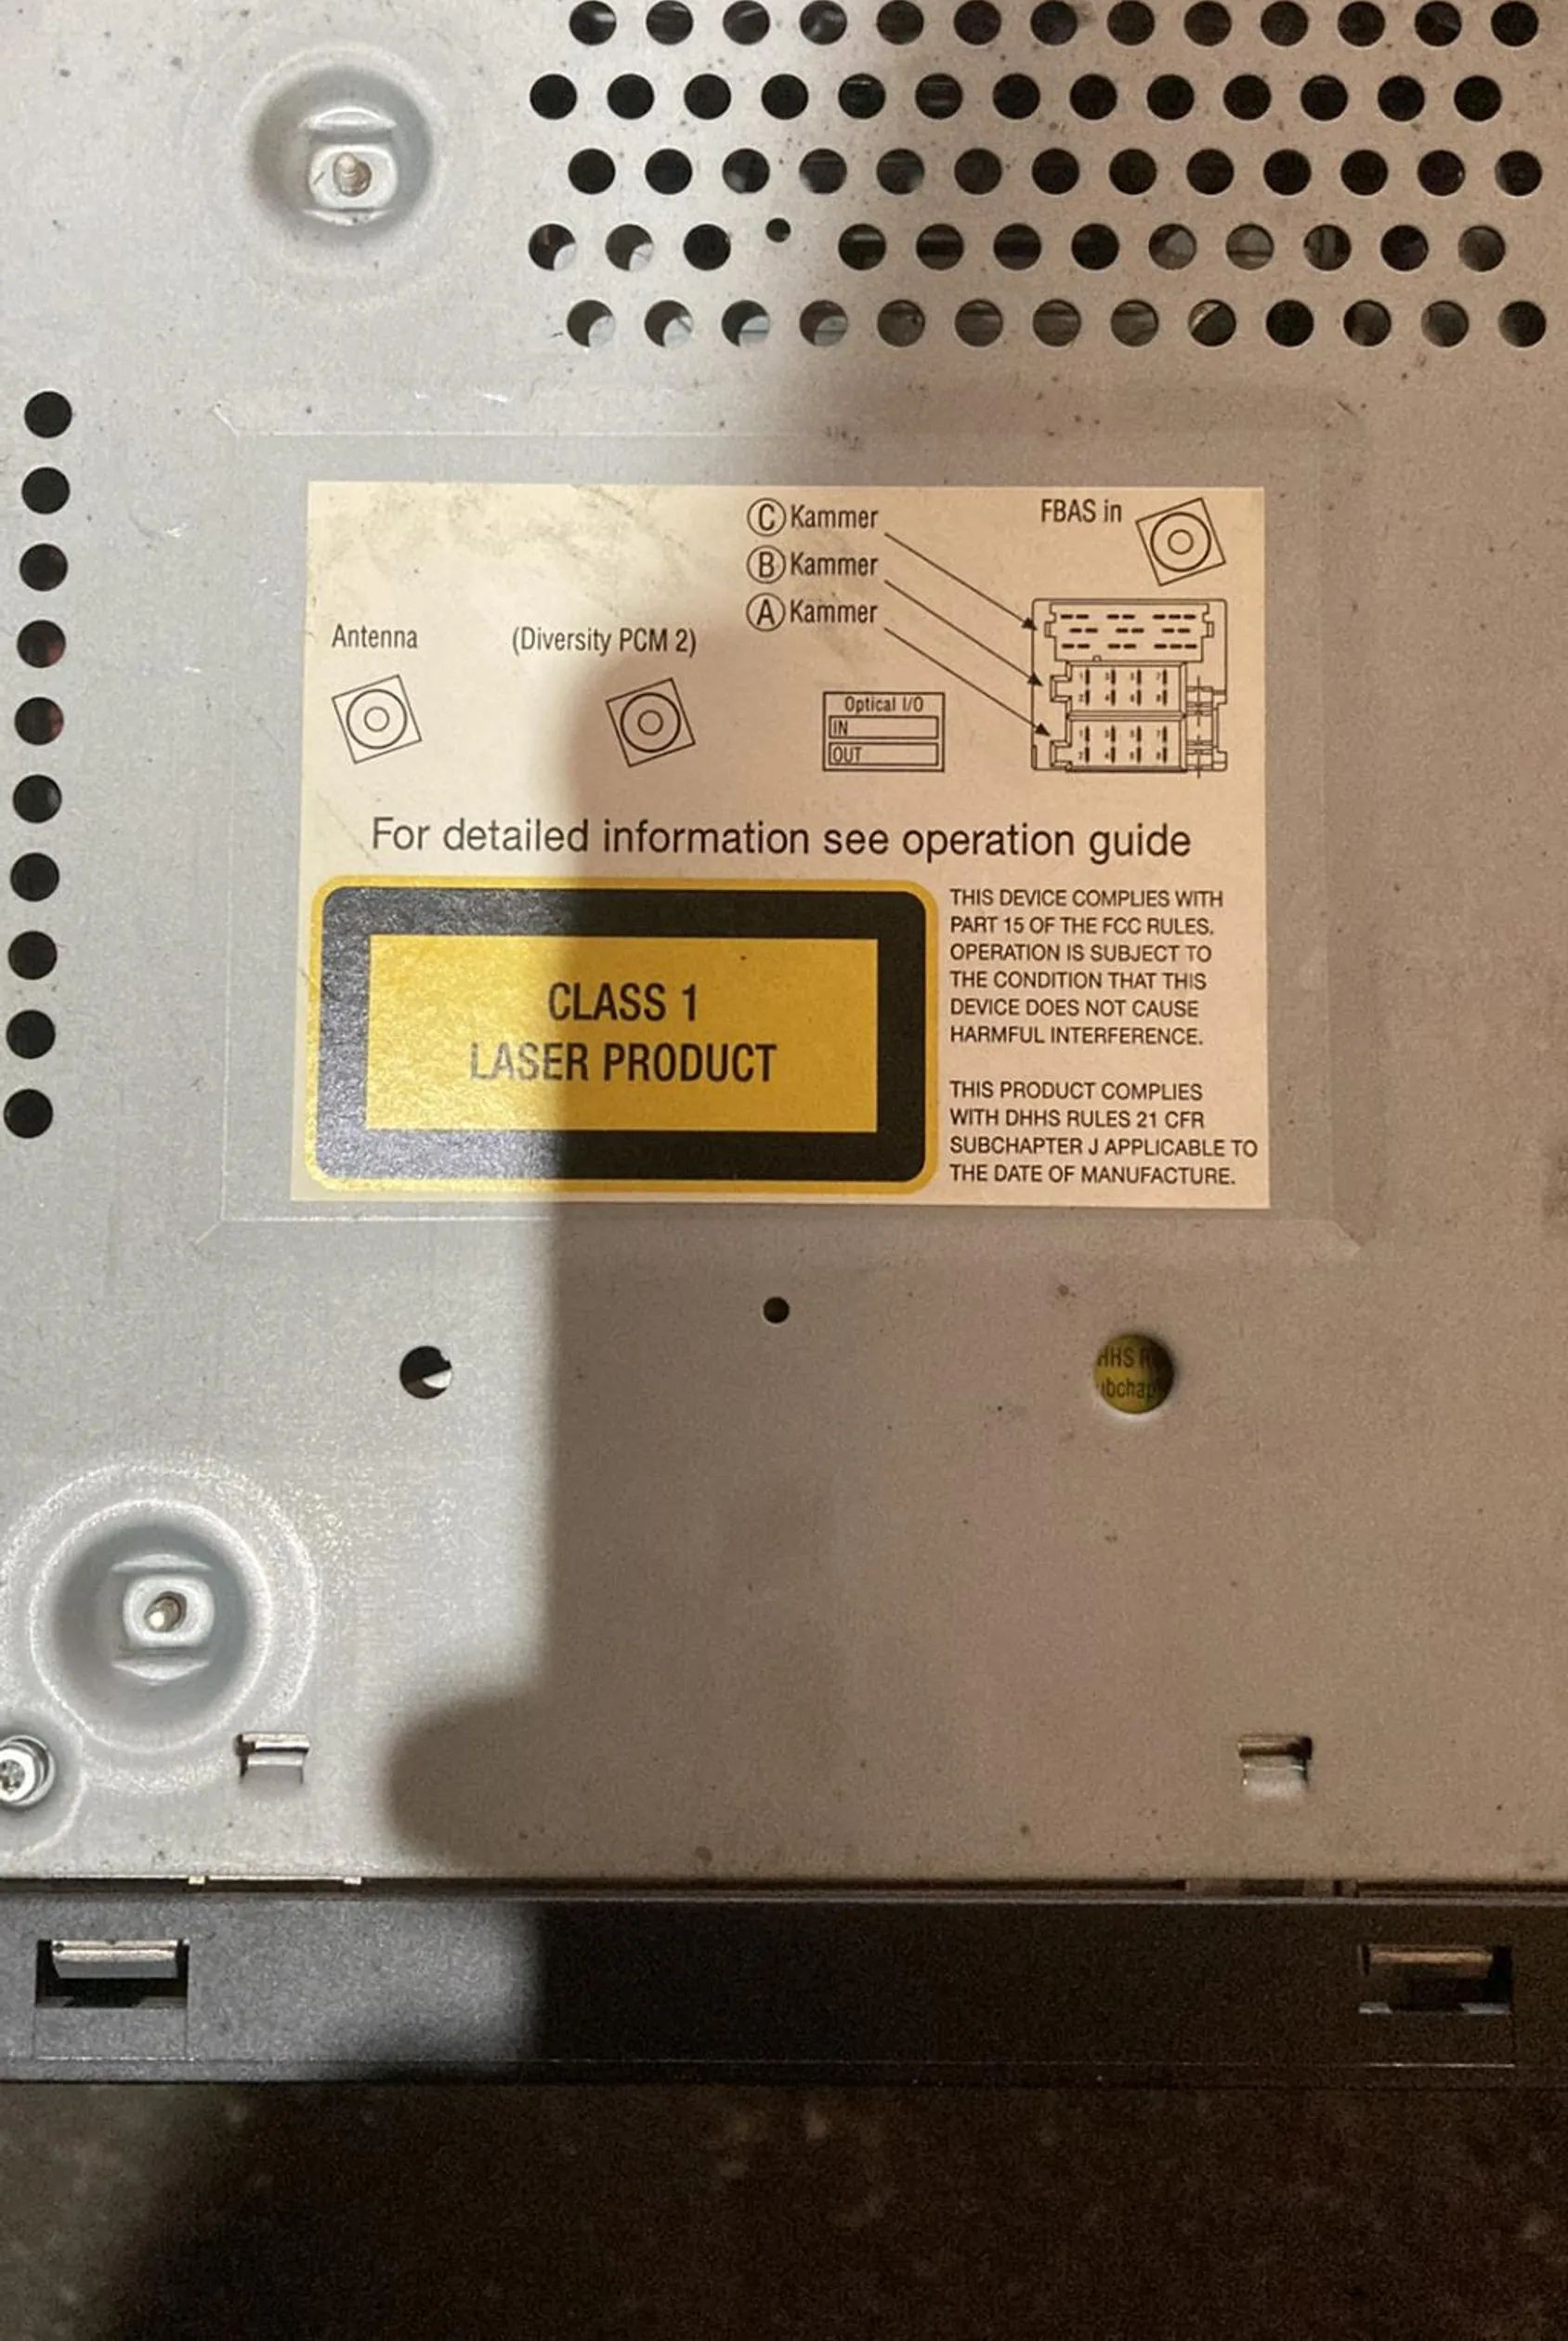 Ⓒ Kammer
FBAS in
Ⓑ Kammer
Ⓐ Kammer
Antenna
(Diversity PCM 2)
Optical I/O
IN
OUT
For detailed information see operation guide
CLASS 1
LASER PRODUCT
THIS DEVICE COMPLIES WITH
PART 15 OF THE FCC RULES.
OPERATION IS SUBJECT TO
THE CONDITION THAT THIS
DEVICE DOES NOT CAUSE
HARMFUL INTERFERENCE.
THIS PRODUCT COMPLIES
WITH DHHS RULES 21 CFR
SUBCHAPTER J APPLICABLE TO
THE DATE OF MANUFACTURE.